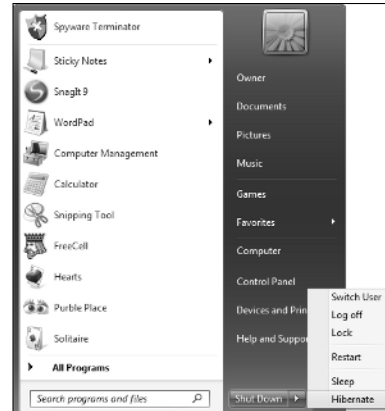 Spyware Terminator
Sticky Notes
SnagIt 9
WordPad
Computer Management
Calculator
Snipping Tool
FreeCell
Hearts
Purble Place
Solitaire
All Programs
Search programs and files
Owner
Documents
Pictures
Music
Games
Favorites
Computer
Control Panel
Devices and Prin
Help and Suppo
Shut Down
Switch User
Log off
Lock
Restart
Sleep
Hibernate